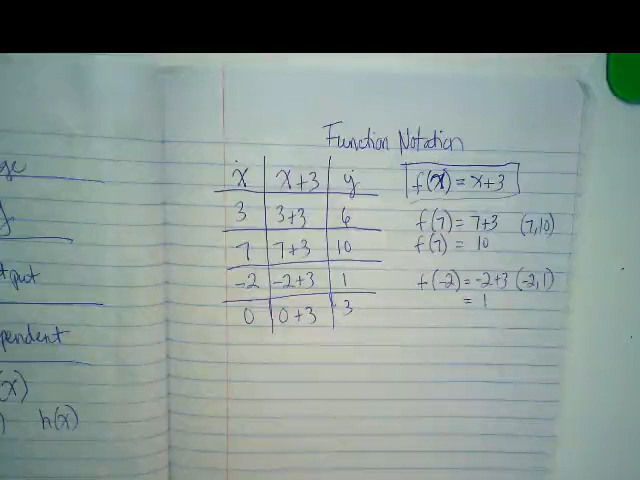 Function Notation
x x+3 y
3 3+3 6
7 7+3 10
-2 -2+3 1
0 0+3 3
f(x) = x+3
f(7) = 7+3 (7,10)
f(7) = 10
f(-2) = -2+3 (-2,1)
= 1
h(x)